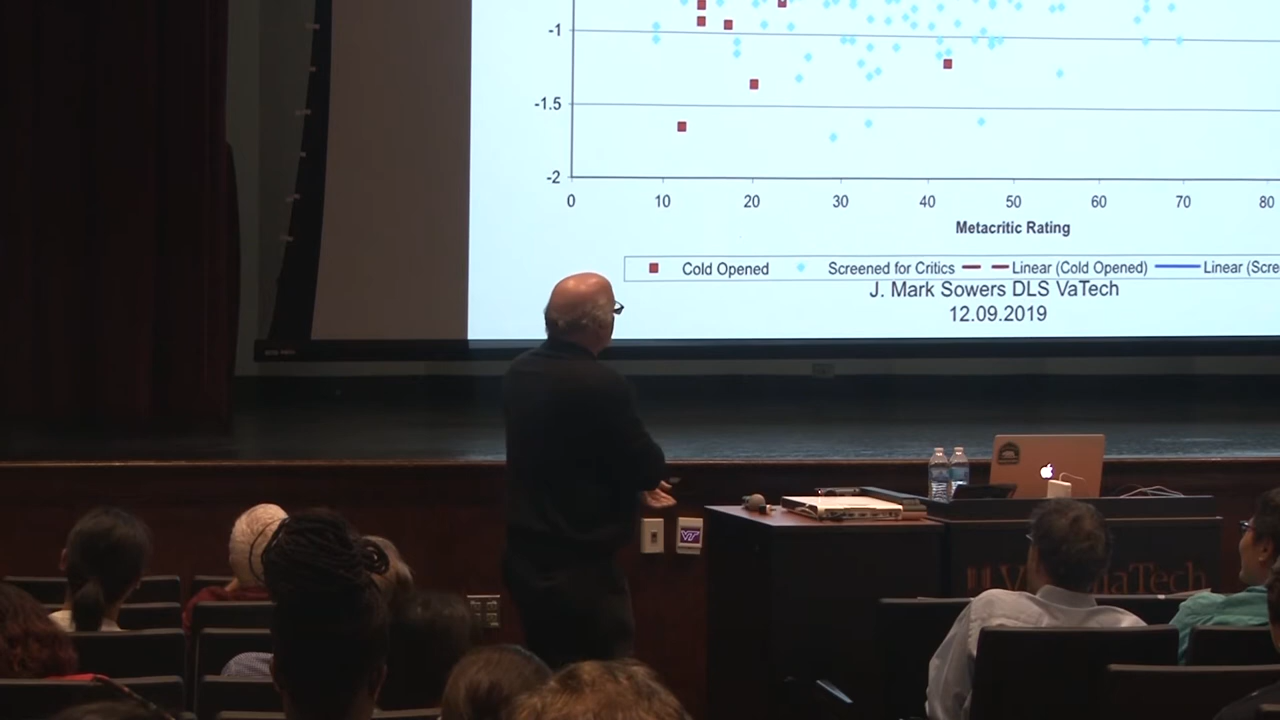 -1
-1.5
-2
0 10 20 30 40 50 60 70 80
Metacritic Rating
Cold Opened Screened for Critics Linear (Cold Opened) Linear (Scre
J. Mark Sowers DLS VaTech
12.09.2019
VT